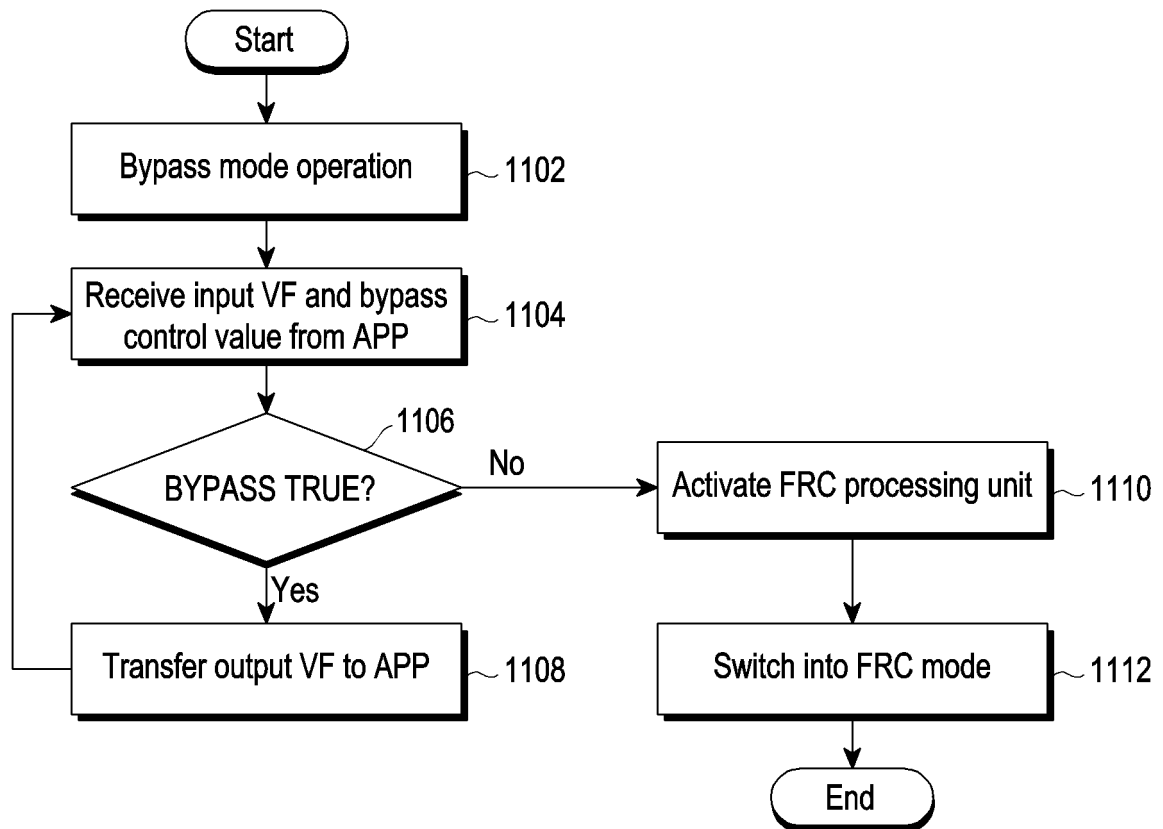 Start
Bypass mode operation
1102
Receive input VF and bypass
control value from APP
1104
1106
BYPASS TRUE?
No
Activate FRC processing unit
1110
Yes
Transfer output VF to APP
1108
Switch into FRC mode
1112
End